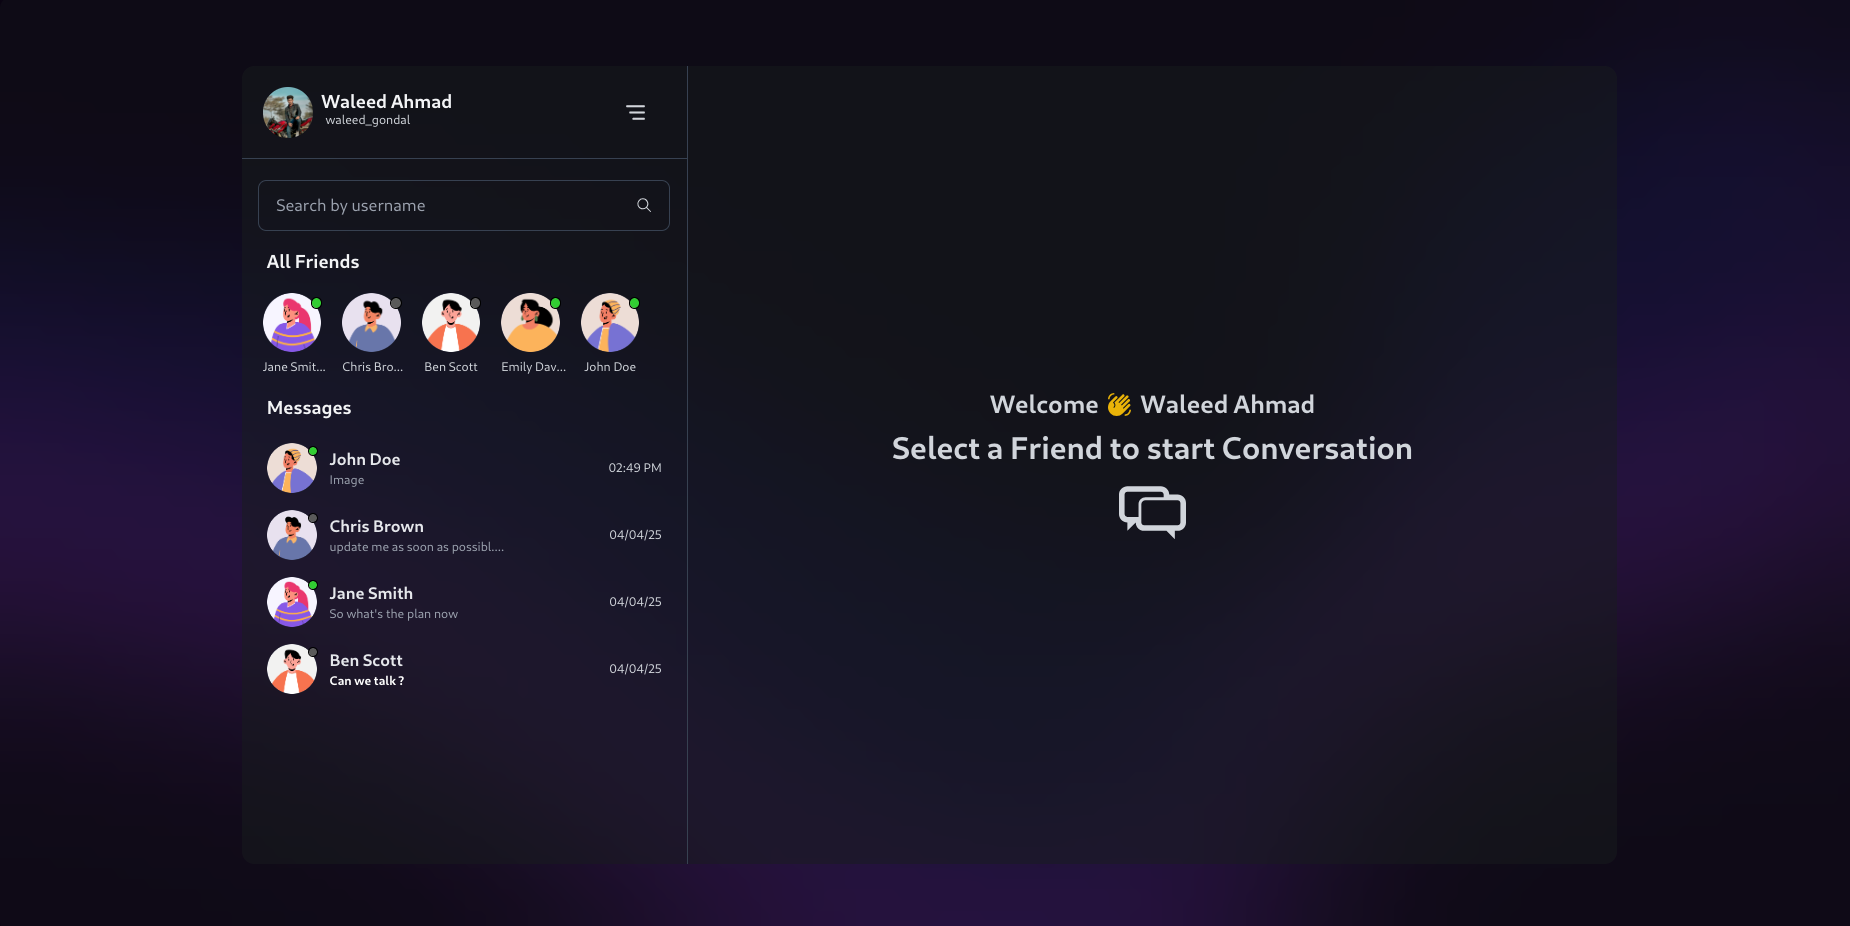 Waleed Ahmad
waleed_gondal
Search by username
All Friends
Jane Smit... Chris Bro... Ben Scott Emily Dav... John Doe
Messages
John Doe
Image
02:49 PM
Chris Brown
update me as soon as possibl....
04/04/25
Jane Smith
So what's the plan now
04/04/25
Ben Scott
Can we talk ?
04/04/25
Welcome 👋 Waleed Ahmad
Select a Friend to start Conversation